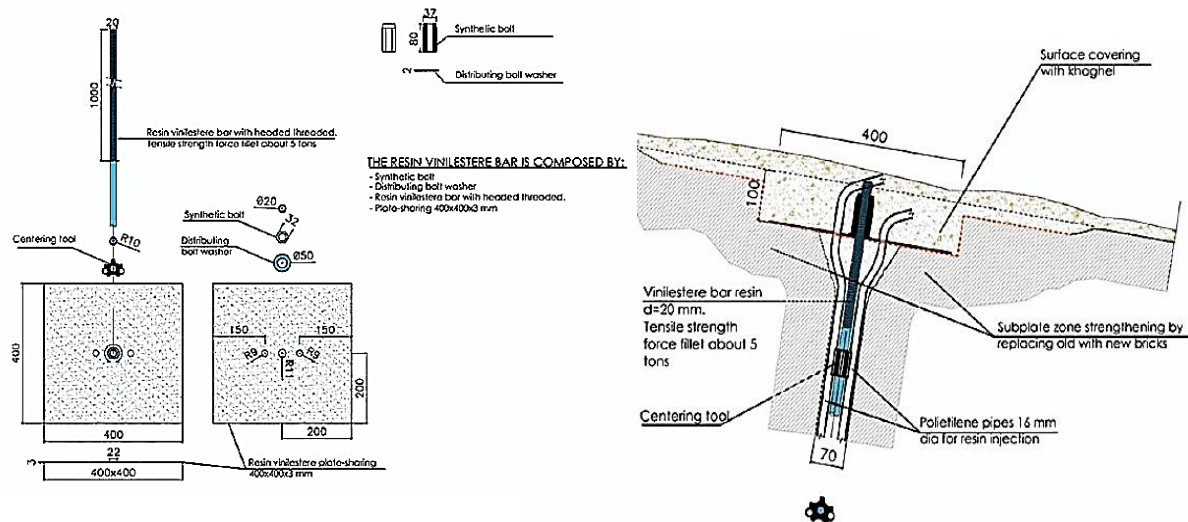 20
1000
Resin vinilestere bar with headed threaded.
Tensile strength force fillet about 5 tons
Centering tool
R10
400
400
22
3
400x400
37
80
Synthetic bolt
2
Distributing bolt washer
THE RESIN VINILESTERE BAR IS COMPOSED BY:
- Synthetic bolt
- Distributing bolt washer
- Resin vinilestere bar with headed threaded.
- Plate-sharing 400x400x3 mm
Ø20
Synthetic bolt
32
Distributing
bolt washer
Ø50
150
150
R9
R11
R9
200
200
Resin vinilestere plate-sharing
400x400x3 mm
Surface covering
with khaghel
400
100
Vinilestere bar resin
d=20 mm.
Tensile strength
force fillet about 5
tons
Subplate zone strengthening by
replacing old with new bricks
Centering tool
Polietilene pipes 16 mm
dia for resin injection
70